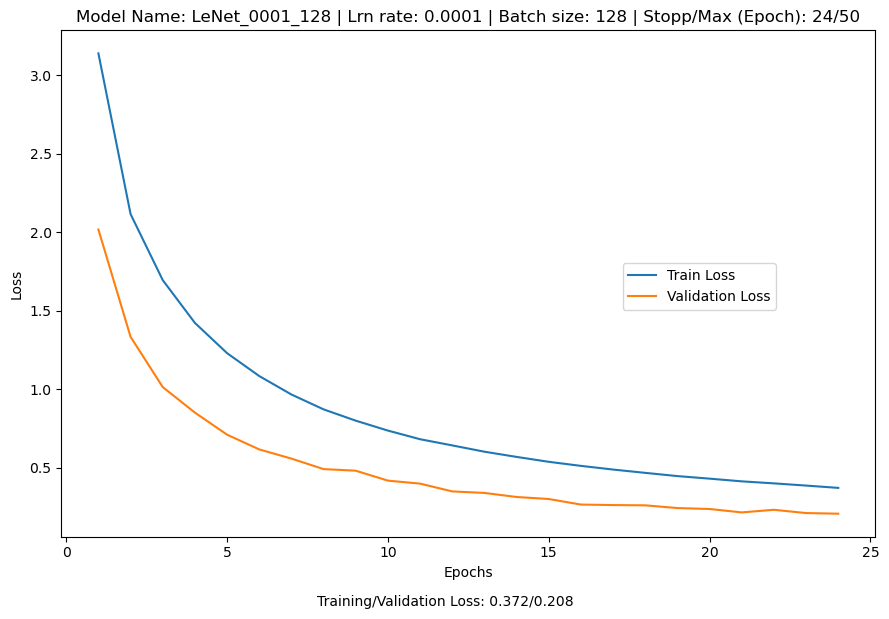 Model Name: LeNet_0001_128 | Lrn rate: 0.0001 | Batch size: 128 | Stopp/Max (Epoch): 24/50
3.0
2.5
2.0
1.5
1.0
0.5
Loss
Train Loss
Validation Loss
0 5 10 15 20 25
Epochs
Training/Validation Loss: 0.372/0.208